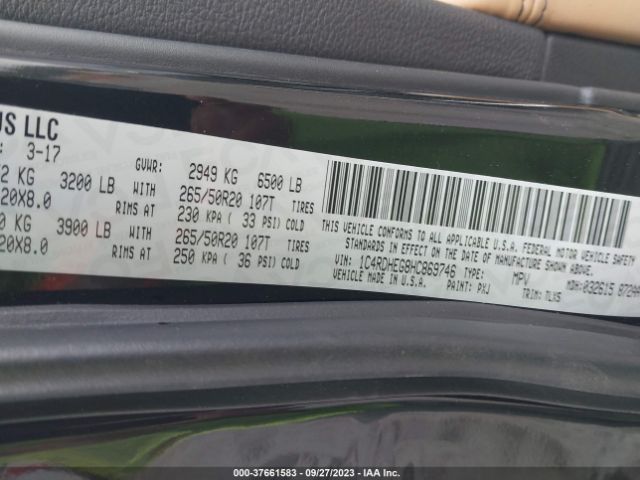 US LLC
3-17
GVWR: 2949 KG 6500 LB
2 KG 3200 LB WITH 265/50R20 107T TIRES
20X8.0 RIMS AT 230 KPA ( 33 PSI) COLD
0 KG 3900 LB WITH 265/50R20 107T TIRES
20X8.0 RIMS AT 250 KPA ( 36 PSI) COLD
THIS VEHICLE CONFORMS TO ALL APPLICABLE U.S.A. FEDERAL MOTOR VEHICLE SAFETY
STANDARDS IN EFFECT ON THE DATE OF MANUFACTURE SHOWN ABOVE.
VIN: 1C4RDHEG8HC869746 TYPE: MPV MDH: 032615
VEHICLE MADE IN U.S.A. PAINT: PXJ TRIM: TLX5
000-37661583 - 09/27/2023 - IAA Inc.